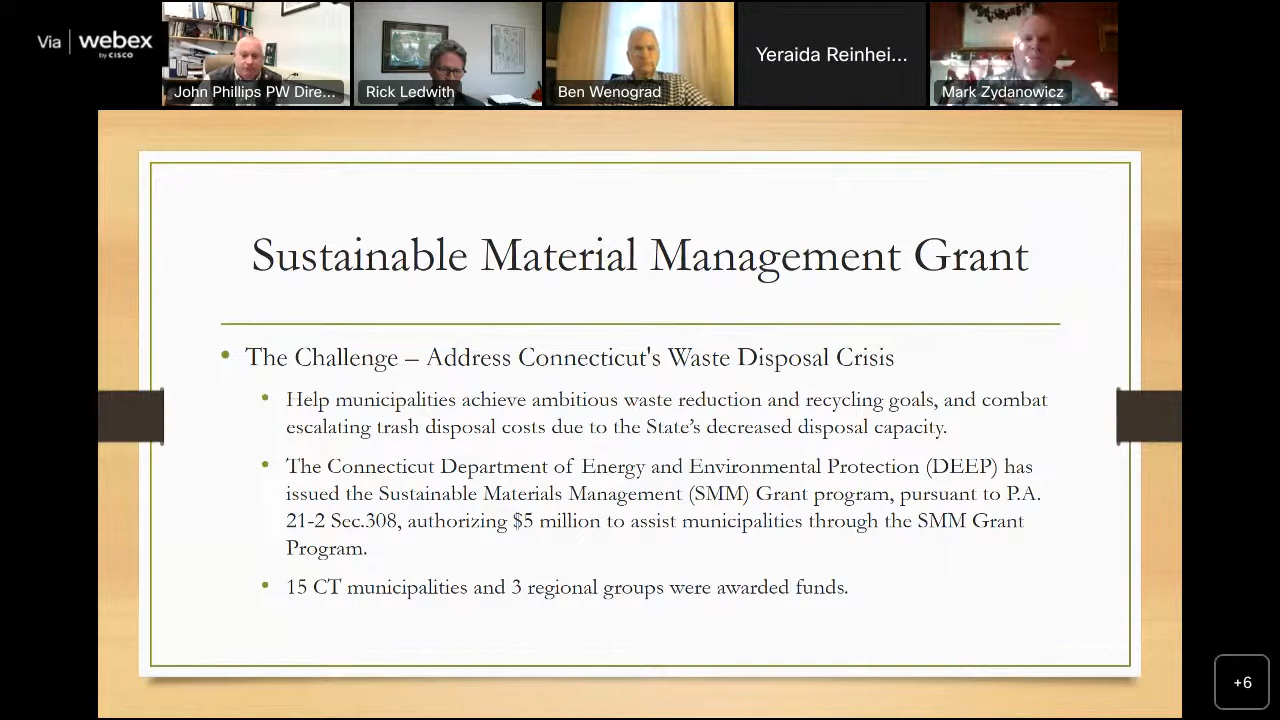 Via | webex
by CISCO
John Phillips PW Dire...
Rick Ledwith
Ben Wenograd
Yeraida Reinhei...
Mark Zydanowicz
Sustainable Material Management Grant
• The Challenge – Address Connecticut's Waste Disposal Crisis
• Help municipalities achieve ambitious waste reduction and recycling goals, and combat
escalating trash disposal costs due to the State’s decreased disposal capacity.
• The Connecticut Department of Energy and Environmental Protection (DEEP) has
issued the Sustainable Materials Management (SMM) Grant program, pursuant to P.A.
21-2 Sec.308, authorizing $5 million to assist municipalities through the SMM Grant
Program.
• 15 CT municipalities and 3 regional groups were awarded funds.
+6